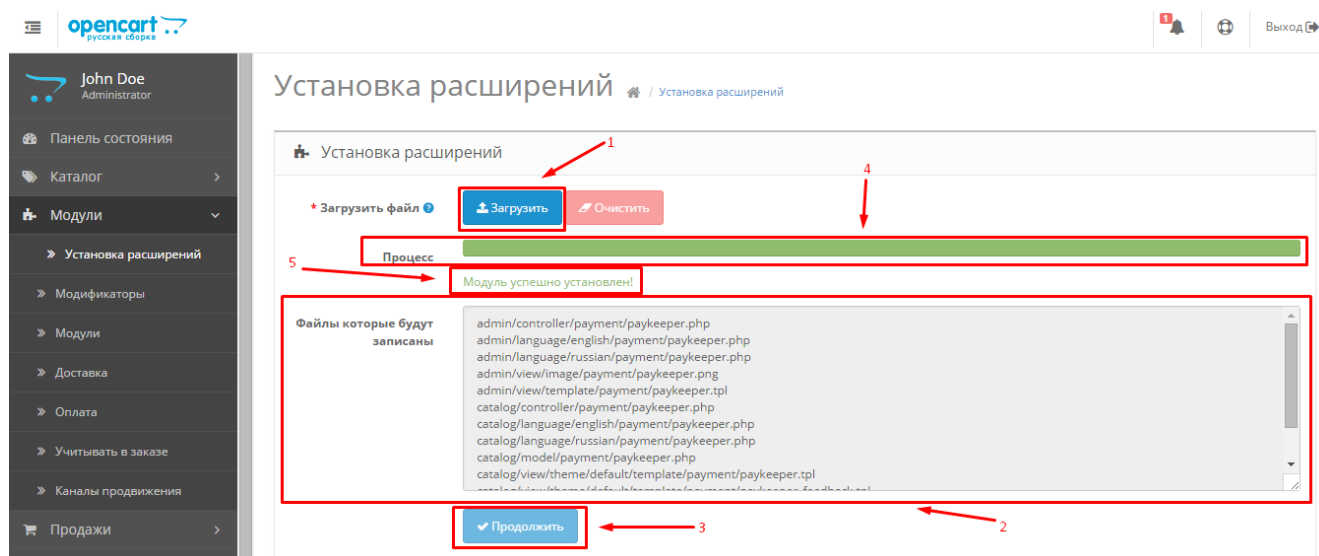 opencart
русская сборка
1
Выход
John Doe
Administrator
Панель состояния
Каталог
Модули
Установка расширений
Модификаторы
Модули
Доставка
Оплата
Учитывать в заказе
Каналы продвижения
Продажи
Установка расширений / Установка расширений
Установка расширений
1
4
* Загрузить файл ? Загрузить Очистить
Процесс
5
Модуль успешно установлен!
Файлы которые будут
записаны
admin/controller/payment/paykeeper.php
admin/language/english/payment/paykeeper.php
admin/language/russian/payment/paykeeper.php
admin/view/image/payment/paykeeper.png
admin/view/template/payment/paykeeper.tpl
catalog/controller/payment/paykeeper.php
catalog/language/english/payment/paykeeper.php
catalog/language/russian/payment/paykeeper.php
catalog/model/payment/paykeeper.php
catalog/view/theme/default/template/payment/paykeeper.tpl
Продолжить
3
2